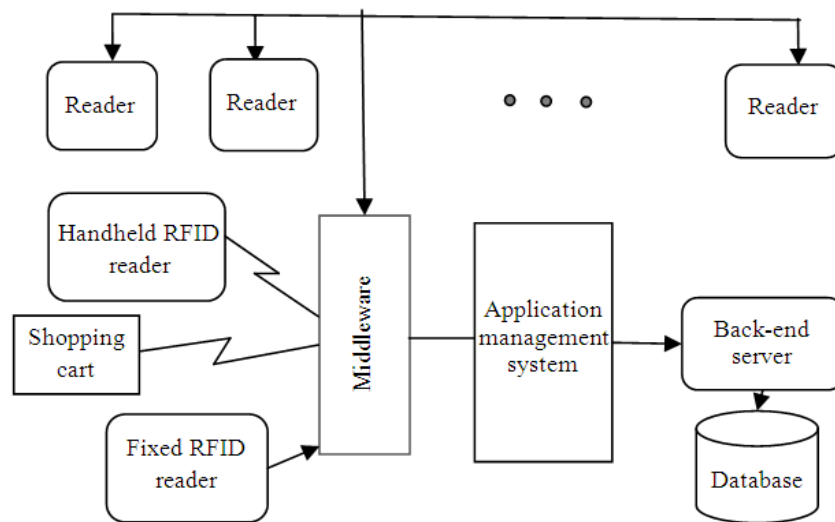 Reader
Reader
Reader
Handheld RFID
reader
Shopping
cart
Fixed RFID
reader
Middleware
Application
management
system
Back-end
server
Database